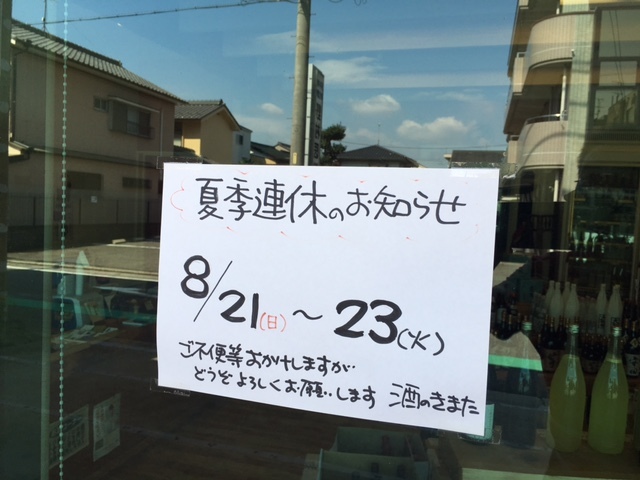 夏季連休のお知らせ
8/21(日)～23(火)
ご不便等おかけしますが
どうぞよろしくお願いします 酒のきまた